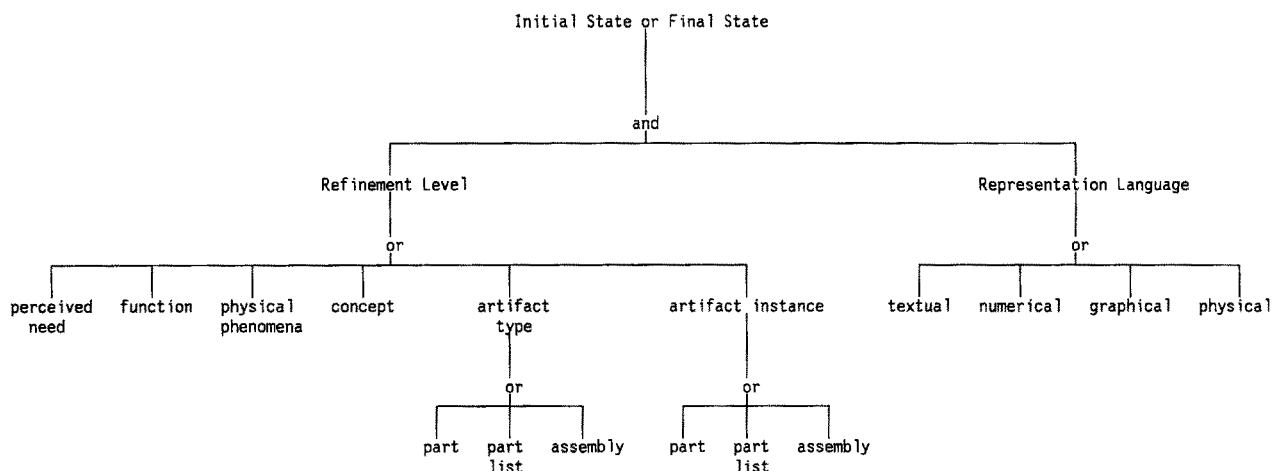 Initial State or Final State
and
Refinement Level
Representation Language
or
or
perceived need
function
physical phenomena
concept
artifact type
artifact instance
textual
numerical
graphical
physical
or
or
part
part list
assembly
part
part list
assembly